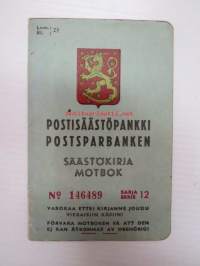 POSTISÄÄSTÖPANKKI
POSTSPARBANKEN
SÄÄSTÖKIRJA
MOTBOK
Nº 146489 SARJA SERIE 12
VAROKAA ETTEI KIRJANNE JOUDU
VIERAISIIN KÄSIIN!
FÖRVARA MOTBOKEN SÅ ATT DEN
EJ KAN ÅTKOMMAS AV OBEHÖRIG!